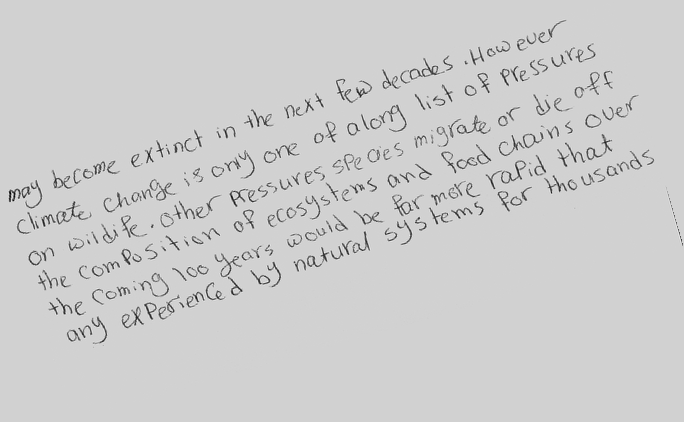 may become extinct in the next few decades. However
climate change is only one of along list of pressures
on wildife. other pressures species migrate or die off
the composition of ecosystems and food chains over
the coming 100 years would be far more rapid that
any experienced by natural systems for thousands